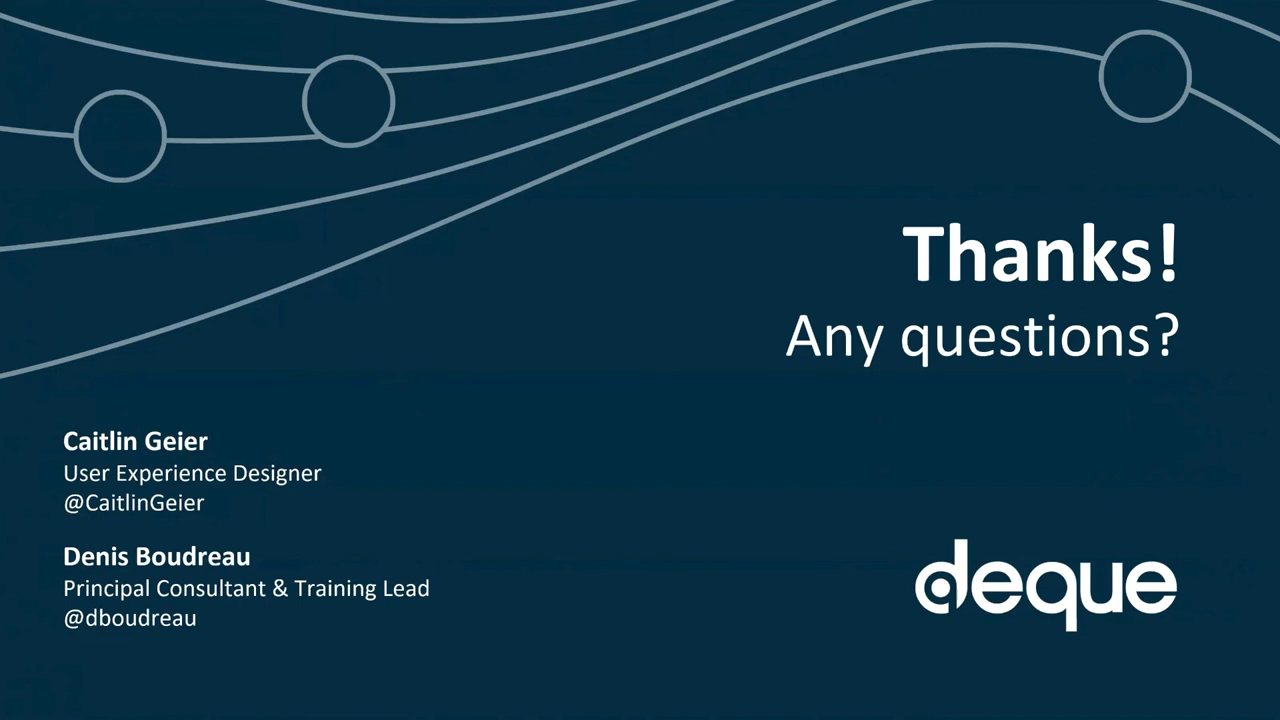 Thanks!
Any questions?
Caitlin Geier
User Experience Designer
@CaitlinGeier
Denis Boudreau
Principal Consultant & Training Lead
@dboudreau
deque